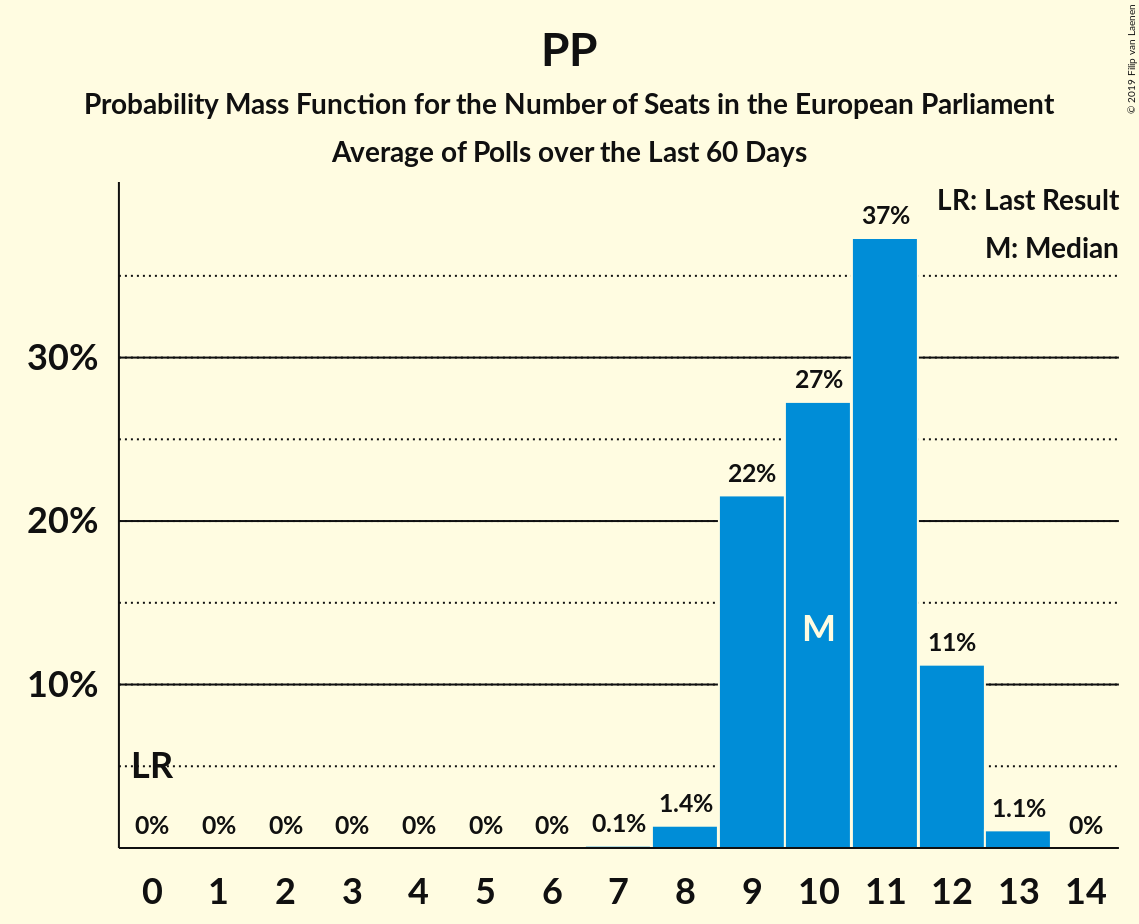 PP
Probability Mass Function for the Number of Seats in the European Parliament
Average of Polls over the Last 60 Days
© 2019 Filip van Laenen
LR: Last Result
M: Median
37%
30%
27%
22%
20%
M
11%
10%
LR
0% 0% 0% 0% 0% 0% 0% 0.1% 1.4% 1.1% 0%
0 1 2 3 4 5 6 7 8 9 10 11 12 13 14